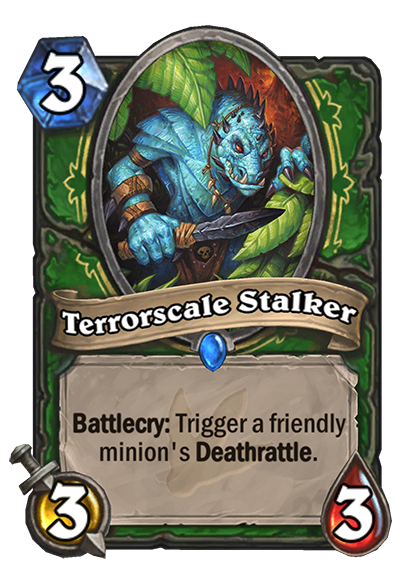 3
Terrorscale Stalker
Battlecry: Trigger a friendly
minion's Deathrattle.
3
3